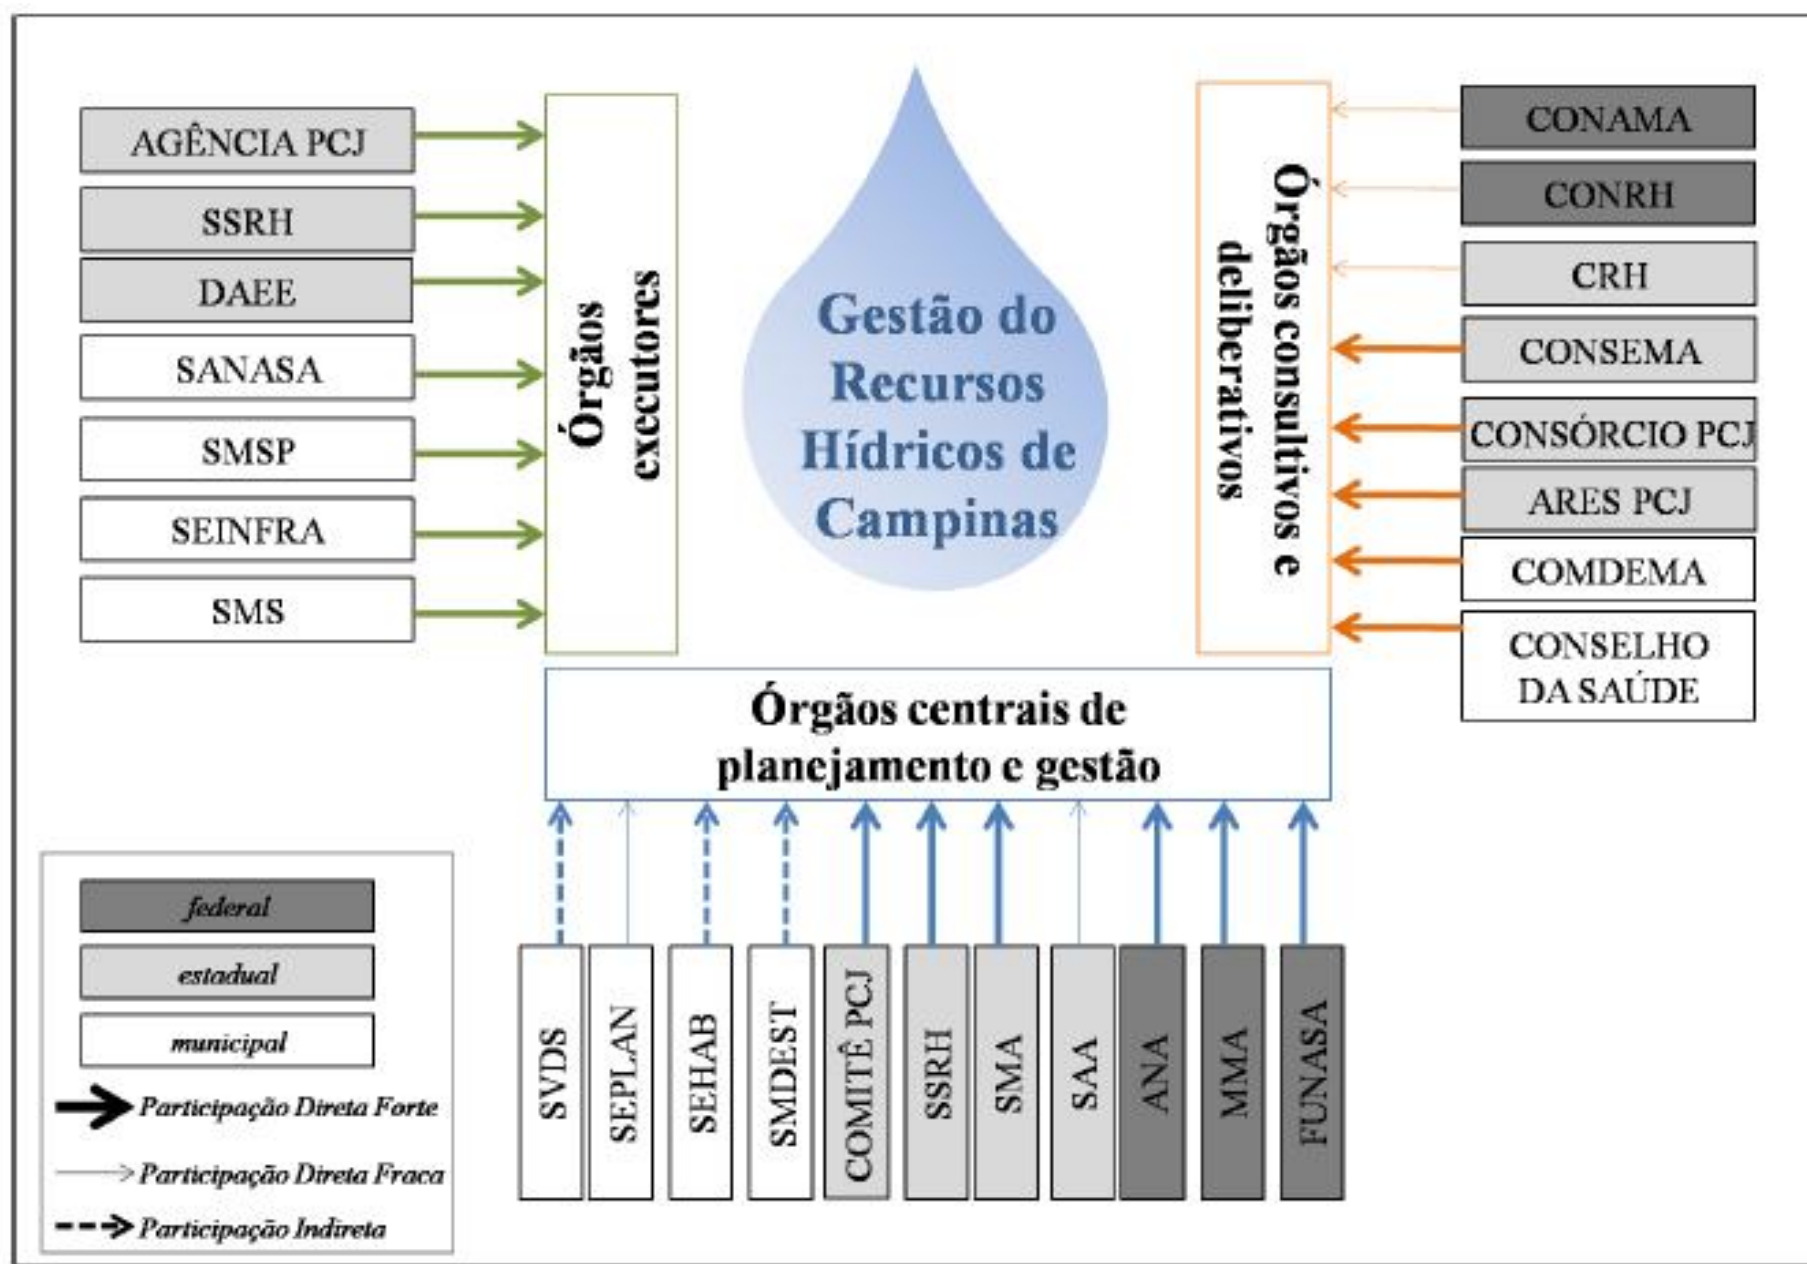 AGÊNCIA PCJ
SSRH
DAEE
SANASA
SMSP
SEINFRA
SMS
Órgãos
executores
Gestão do
Recursos
Hídricos de
Campinas
Órgãos consultivos e
deliberativos
CONAMA
CONRH
CRH
CONSEMA
CONSÓRCIO PCJ
ARES PCJ
COMDEMA
CONSELHO
DA SAÚDE
Órgãos centrais de
planejamento e gestão
SVDS
SEPLAN
SEHAB
SMDEST
COMITÊ PCJ
SSRH
SMA
SAA
ANA
MMA
FUNASA
federal
estadual
municipal
Participação Direta Forte
Participação Direta Fraca
Participação Indireta